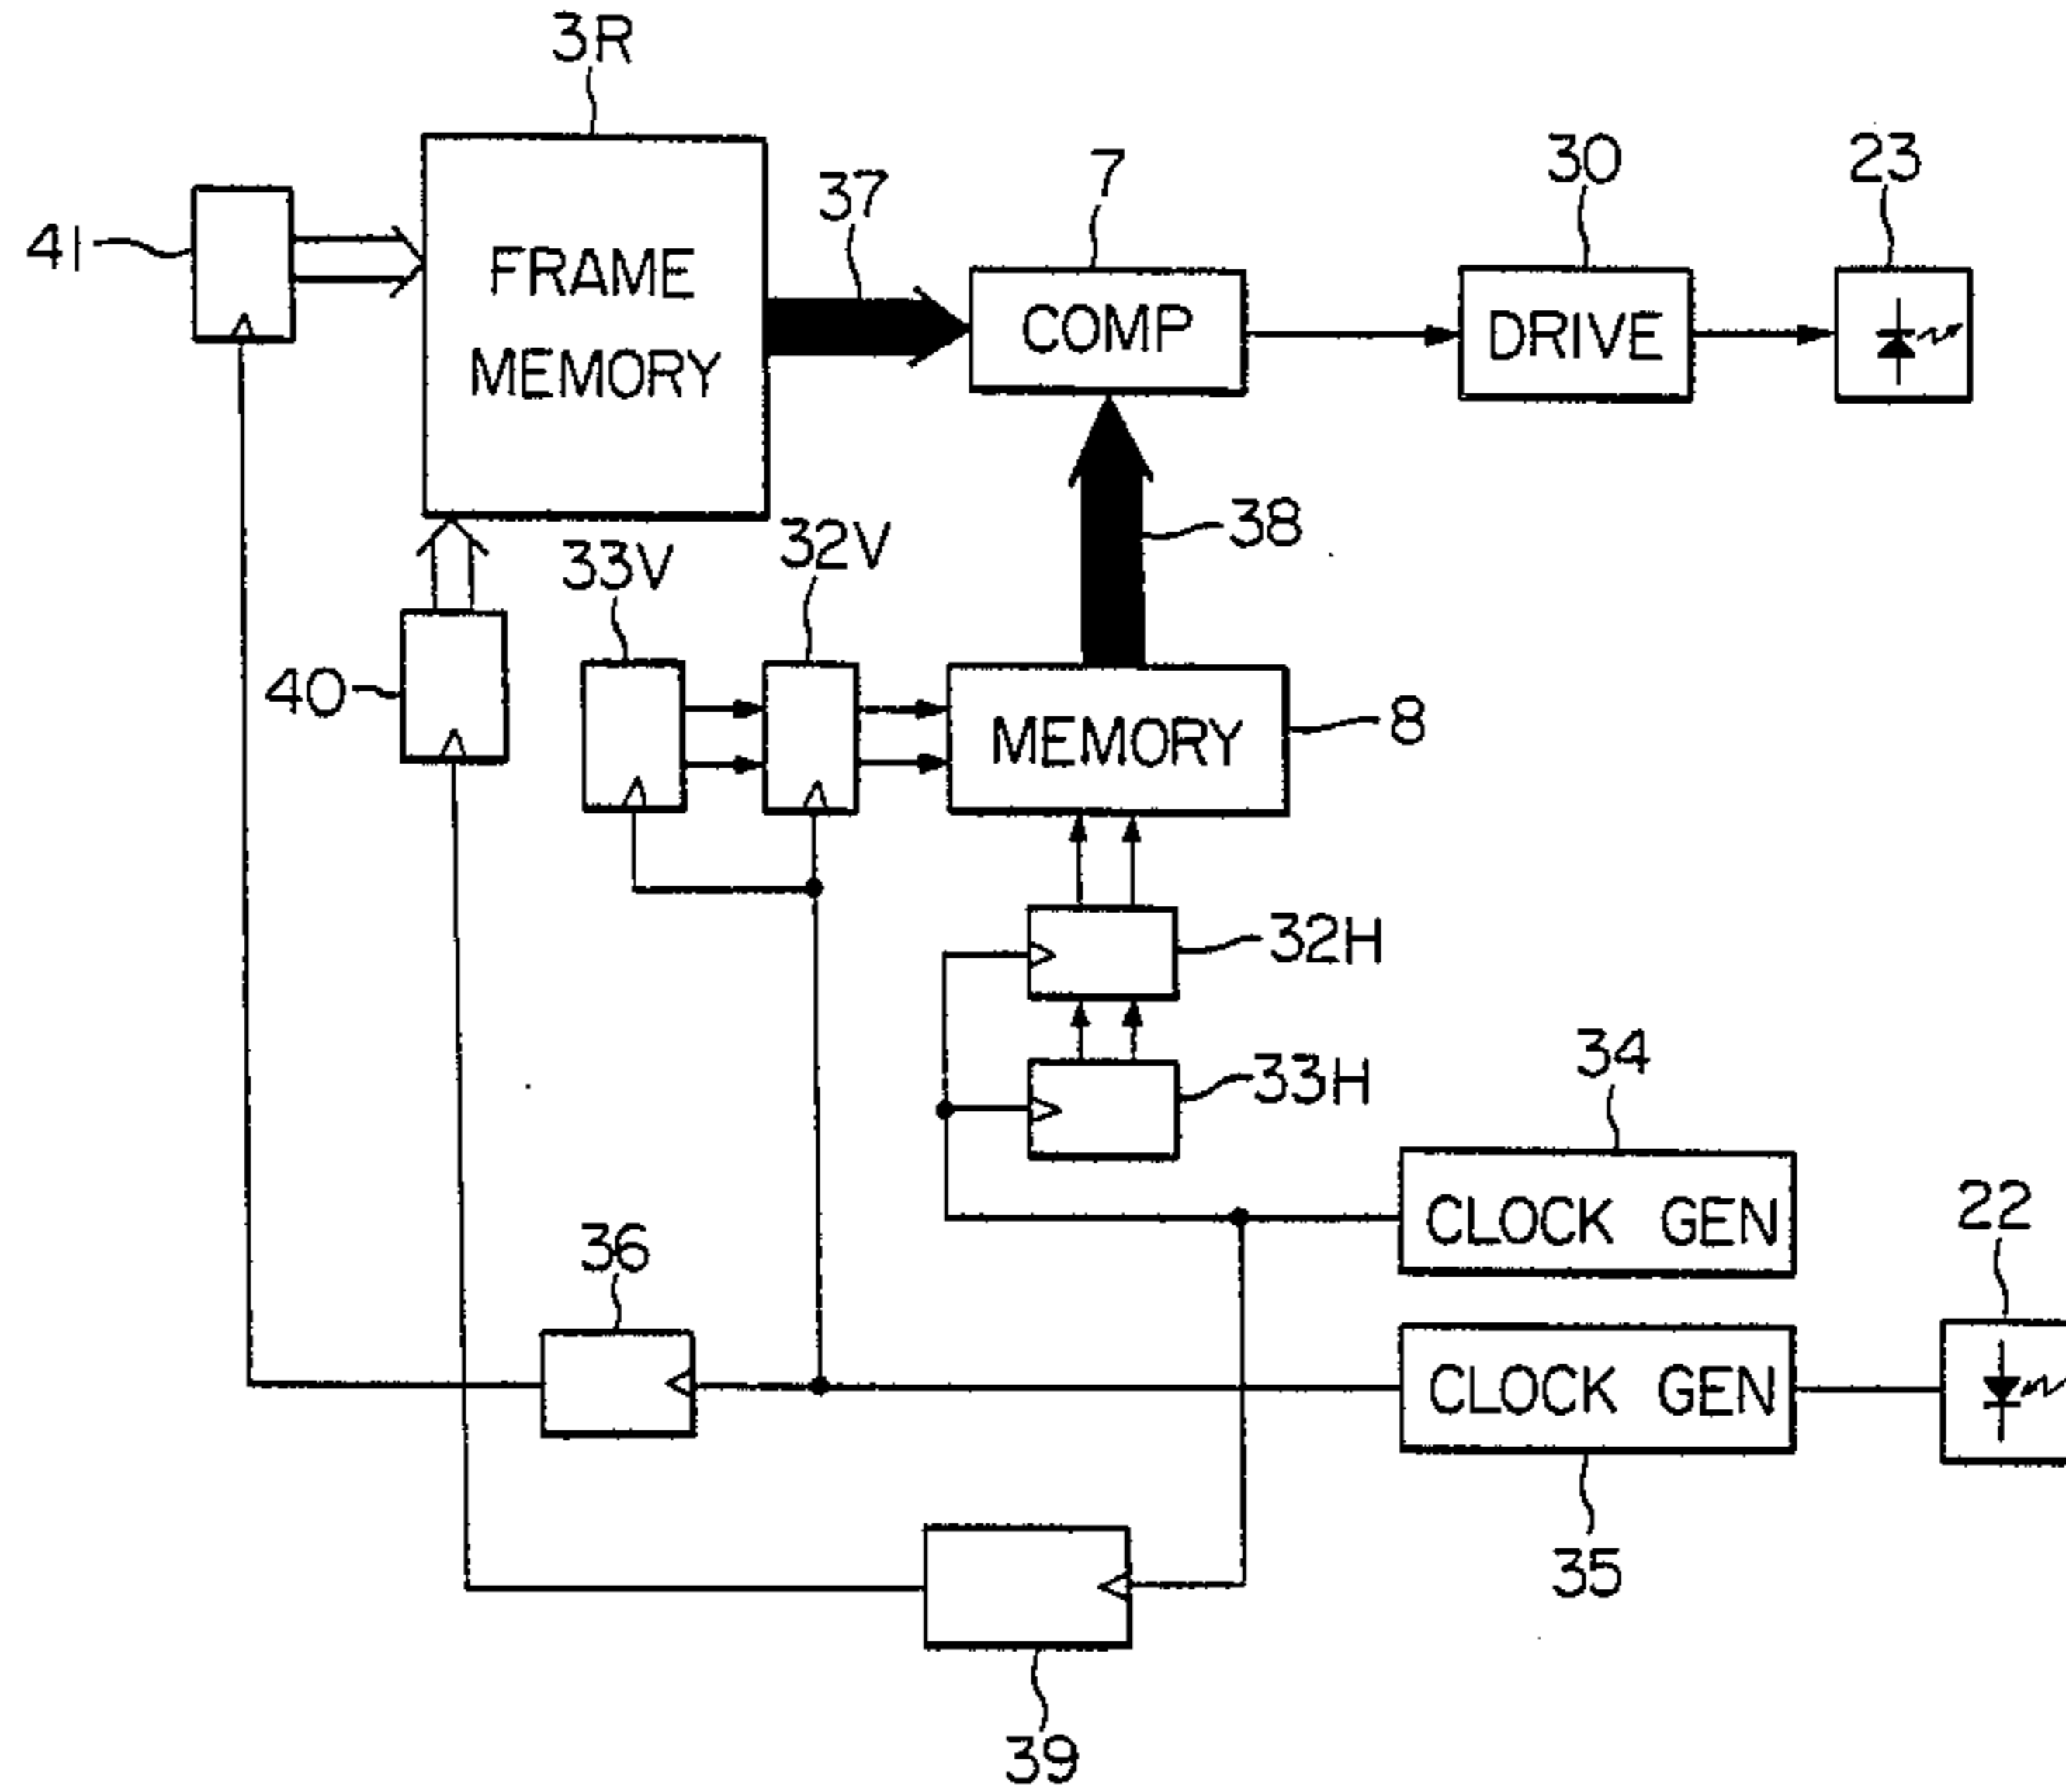 3R
41
37
7
30
23
FRAME
MEMORY
COMP
DRIVE
38
33V
32V
40
MEMORY
8
32H
33H
34
CLOCK GEN
22
36
CLOCK GEN
35
39